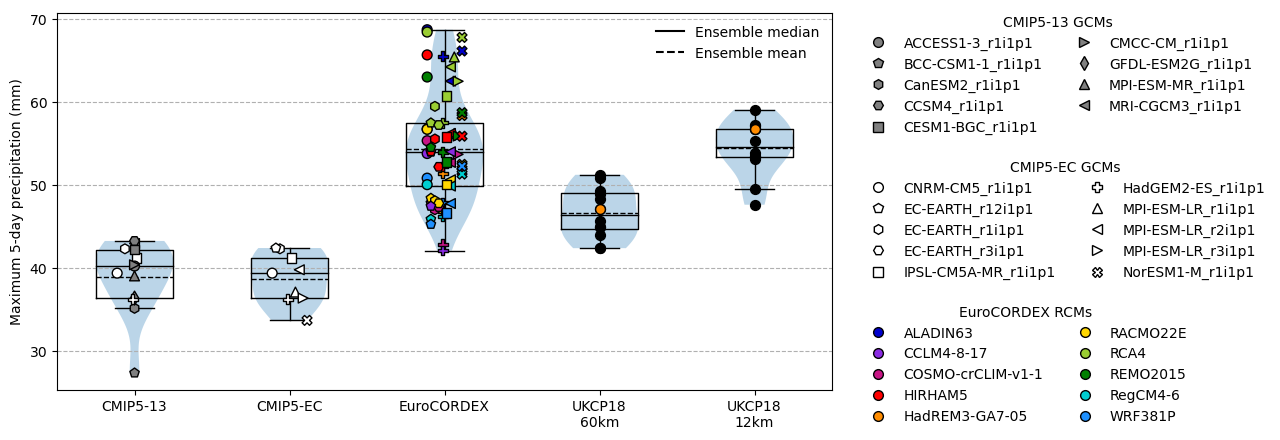 Maximum 5-day precipitation (mm)
70
60
50
40
30
Ensemble median
Ensemble mean
CMIP5-13
CMIP5-EC
EuroCORDEX
UKCP18
60km
UKCP18
12km
CMIP5-13 GCMs
ACCESS1-3_r1i1p1
BCC-CSM1-1_r1i1p1
CanESM2_r1i1p1
CCSM4_r1i1p1
CESM1-BGC_r1i1p1
CMCC-CM_r1i1p1
GFDL-ESM2G_r1i1p1
MPI-ESM-MR_r1i1p1
MRI-CGCM3_r1i1p1
CMIP5-EC GCMs
CNRM-CM5_r1i1p1
EC-EARTH_r12i1p1
EC-EARTH_r1i1p1
EC-EARTH_r3i1p1
IPSL-CM5A-MR_r1i1p1
HadGEM2-ES_r1i1p1
MPI-ESM-LR_r1i1p1
MPI-ESM-LR_r2i1p1
MPI-ESM-LR_r3i1p1
NorESM1-M_r1i1p1
EuroCORDEX RCMs
ALADIN63
CCLM4-8-17
COSMO-crCLIM-v1-1
HIRHAM5
HadREM3-GA7-05
RACMO22E
RCA4
REMO2015
RegCM4-6
WRF381P